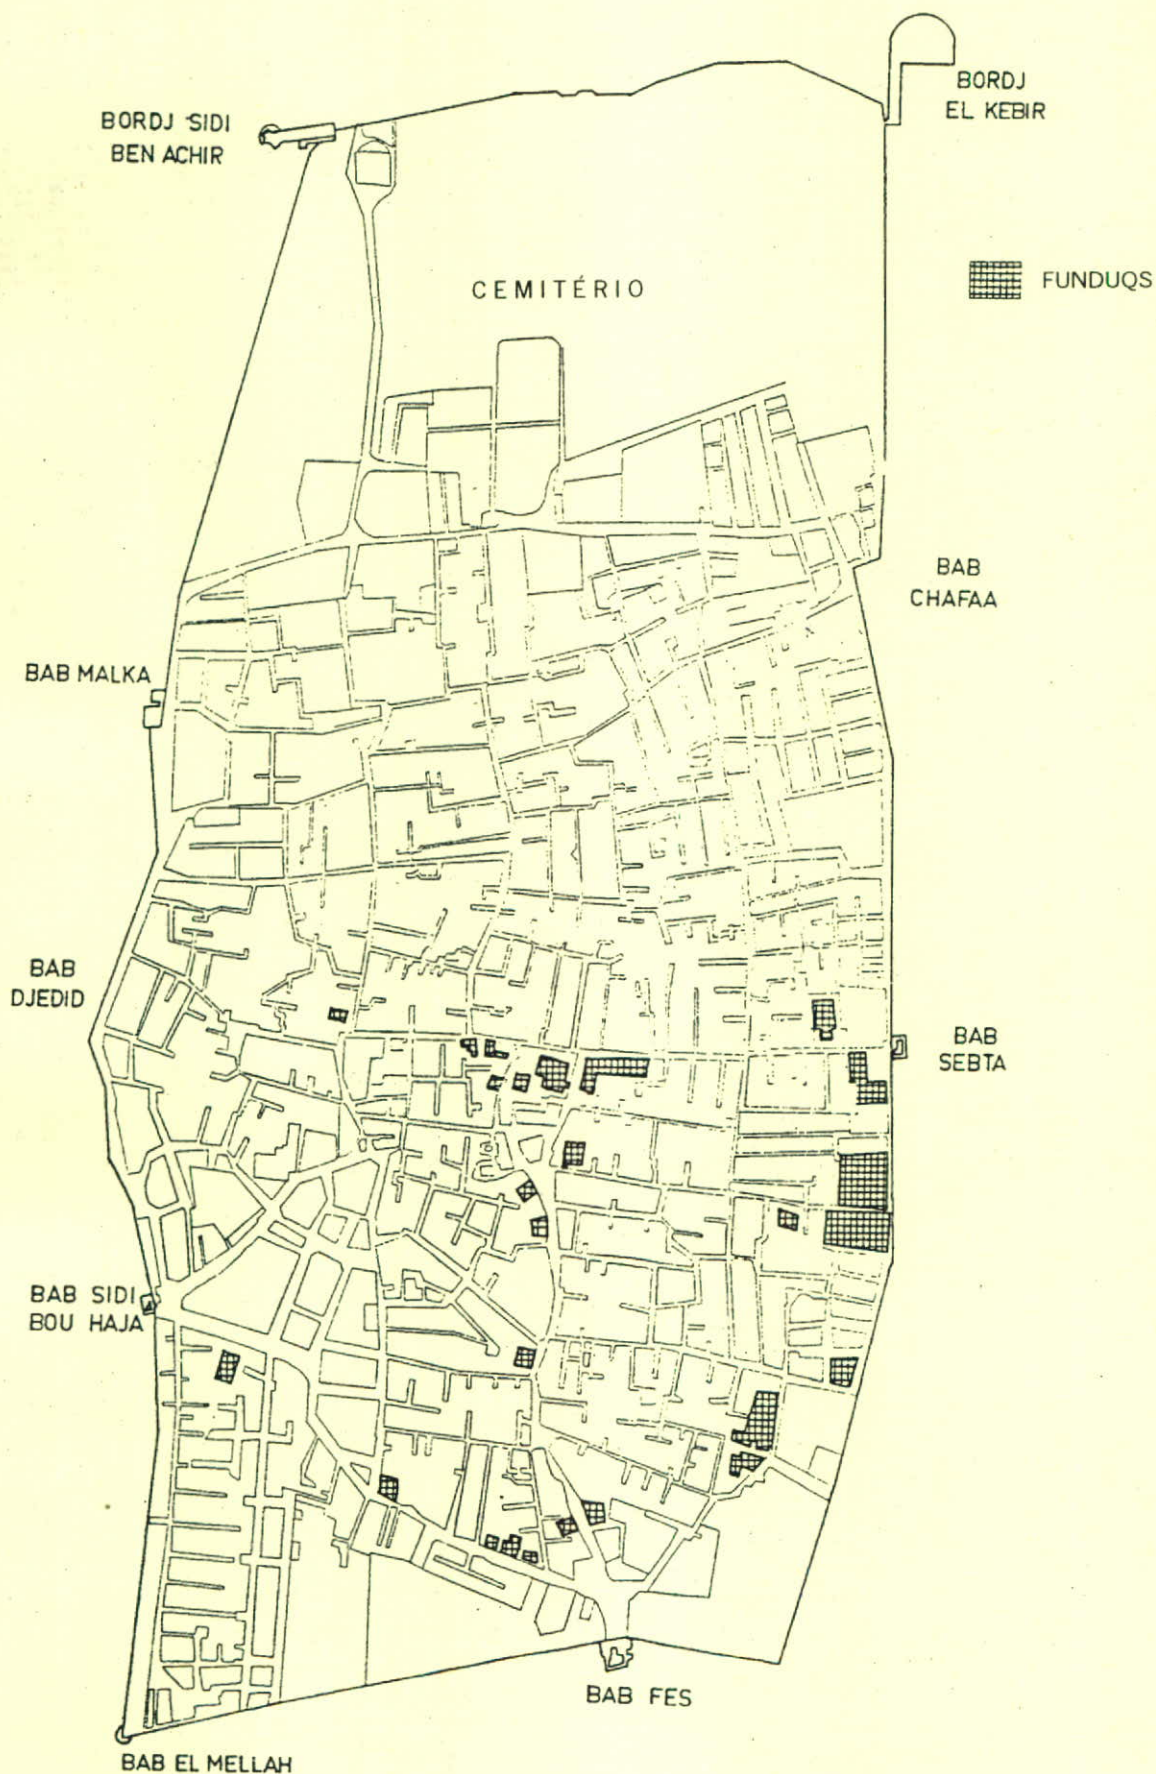 BORDJ
EL KEBIR
BORDJ SIDI
BEN ACHIR
CEMITÉRIO
FUNDUQS
BAB
CHAFAA
BAB MALKA
BAB
DJEDID
BAB
SEBTA
BAB SIDI
BOU HAJA
BAB FES
BAB EL MELLAH